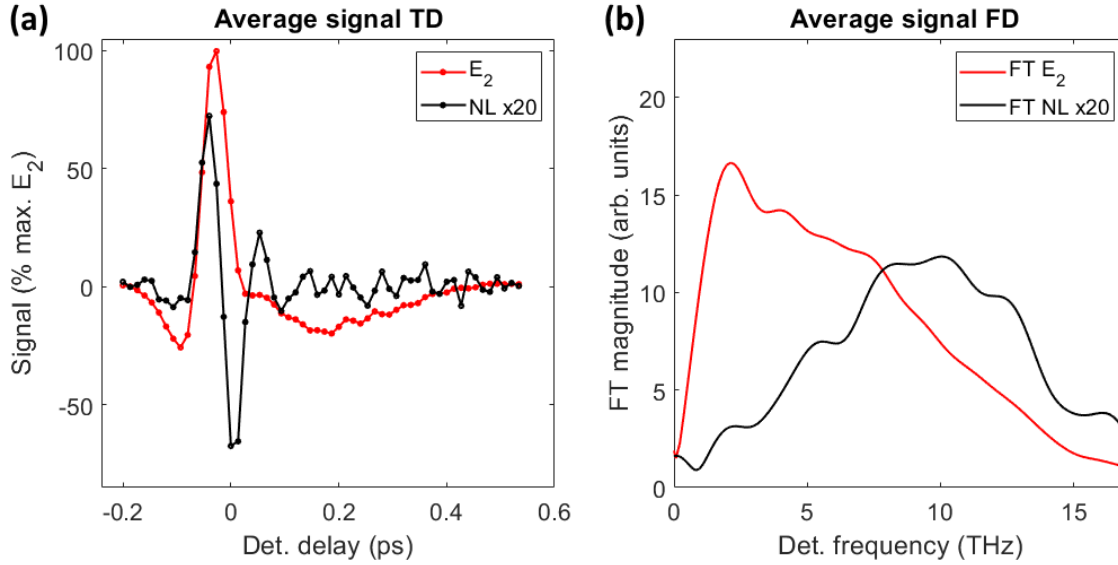 (a)
Average signal TD
Signal (% max. E₂)
100
50
0
-50
-0.2
0
0.2
0.4
0.6
Det. delay (ps)
E₂
NL x20
(b)
Average signal FD
FT magnitude (arb. units)
20
15
10
5
0
0
5
10
15
Det. frequency (THz)
FT E₂
FT NL x20